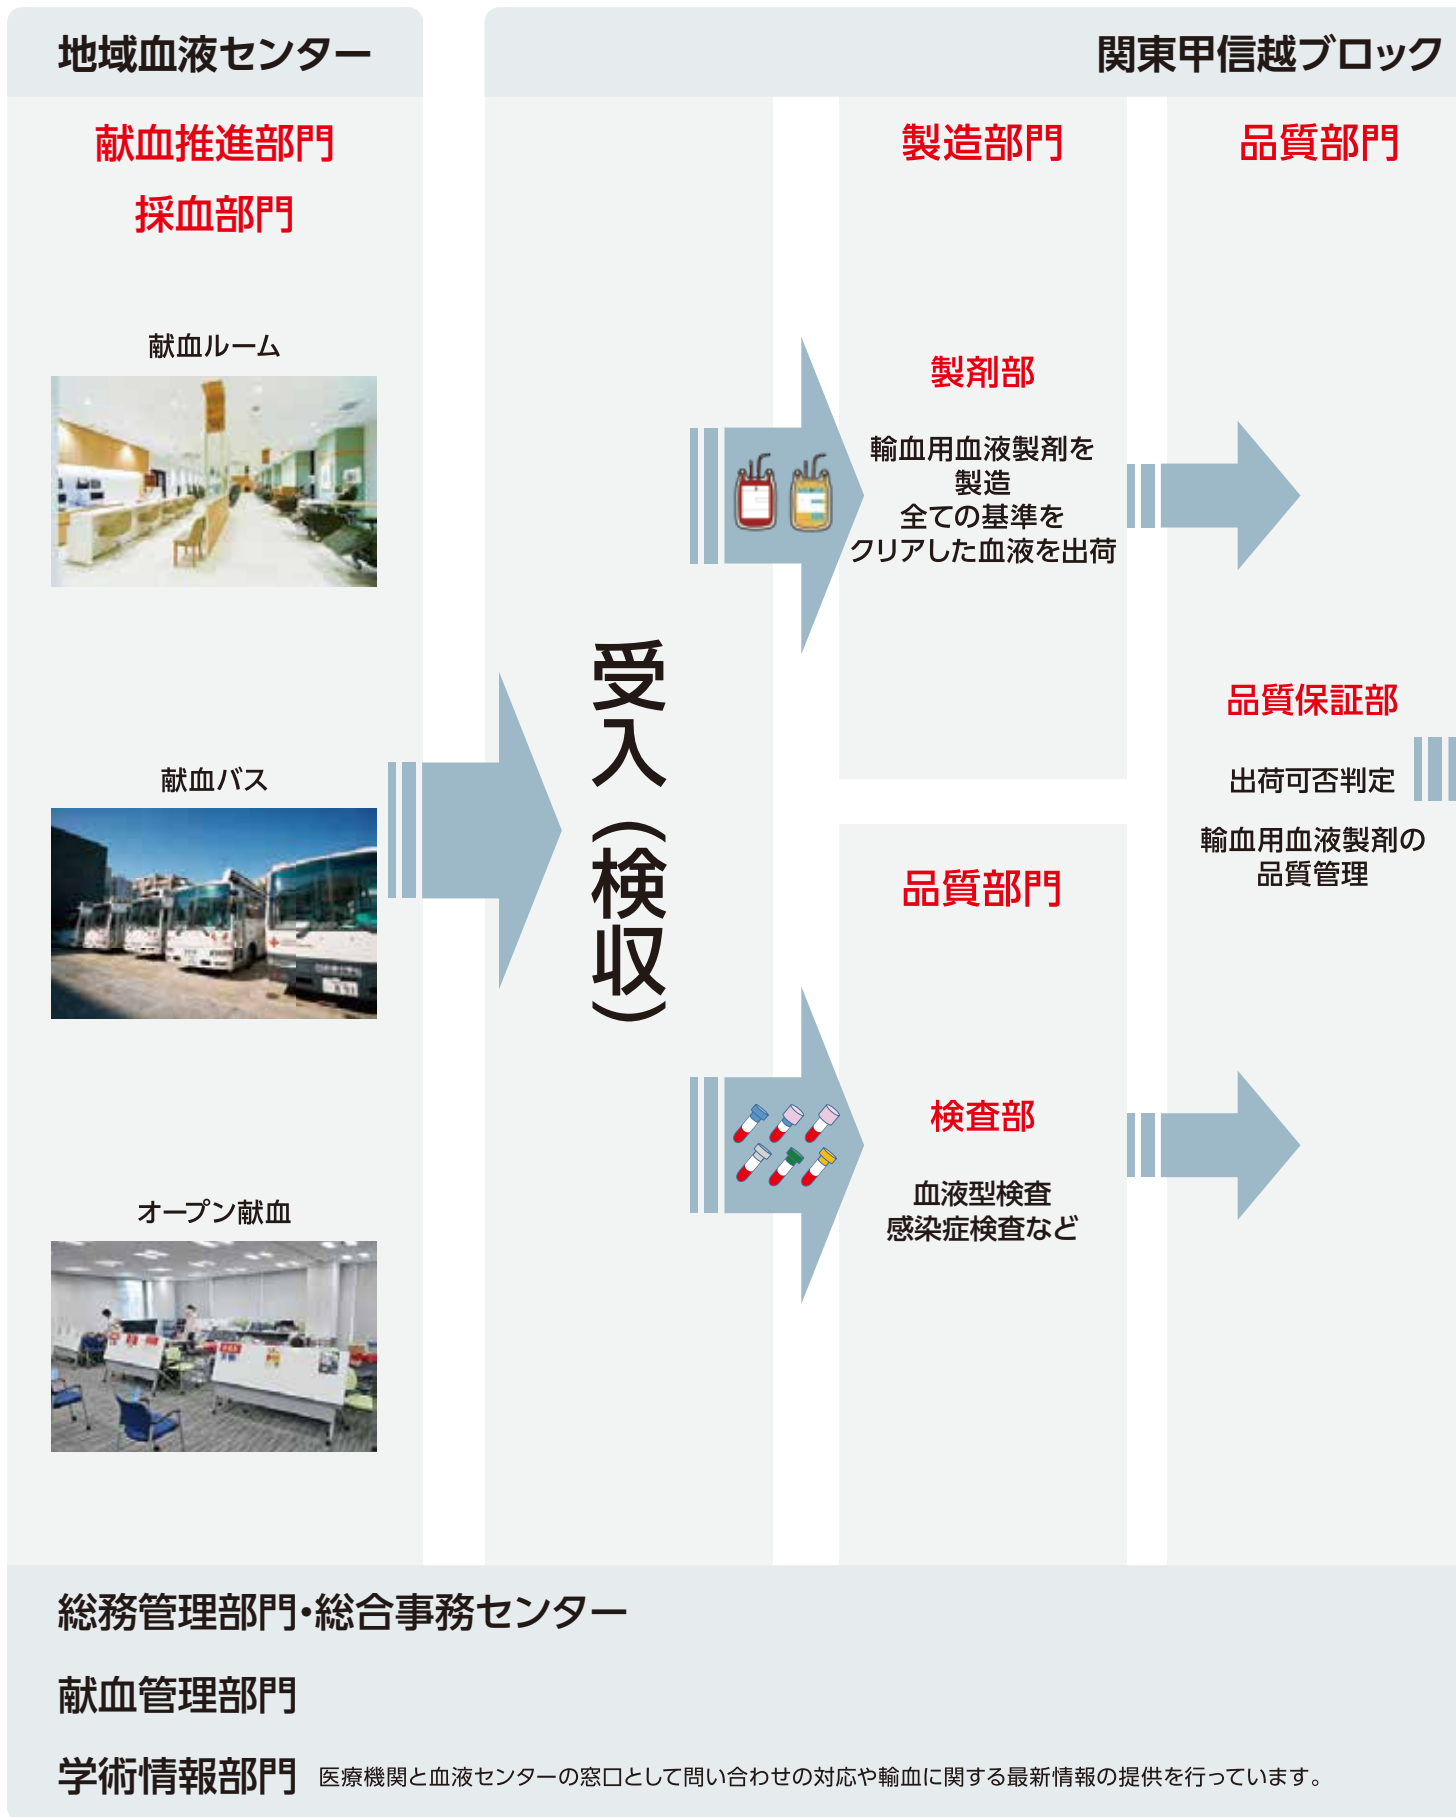 地域血液センター
関東甲信越ブロック
献血推進部門
採血部門
献血ルーム
献血バス
オープン献血
受入（検収）
製造部門
製剤部
輸血用血液製剤を
製造
全ての基準を
クリアした血液を出荷
品質部門
検査部
血液型検査
感染症検査など
品質部門
品質保証部
出荷可否判定
輸血用血液製剤の
品質管理
総務管理部門・総合事務センター
献血管理部門
学術情報部門 医療機関と血液センターの窓口として問い合わせの対応や輸血に関する最新情報の提供を行っています。